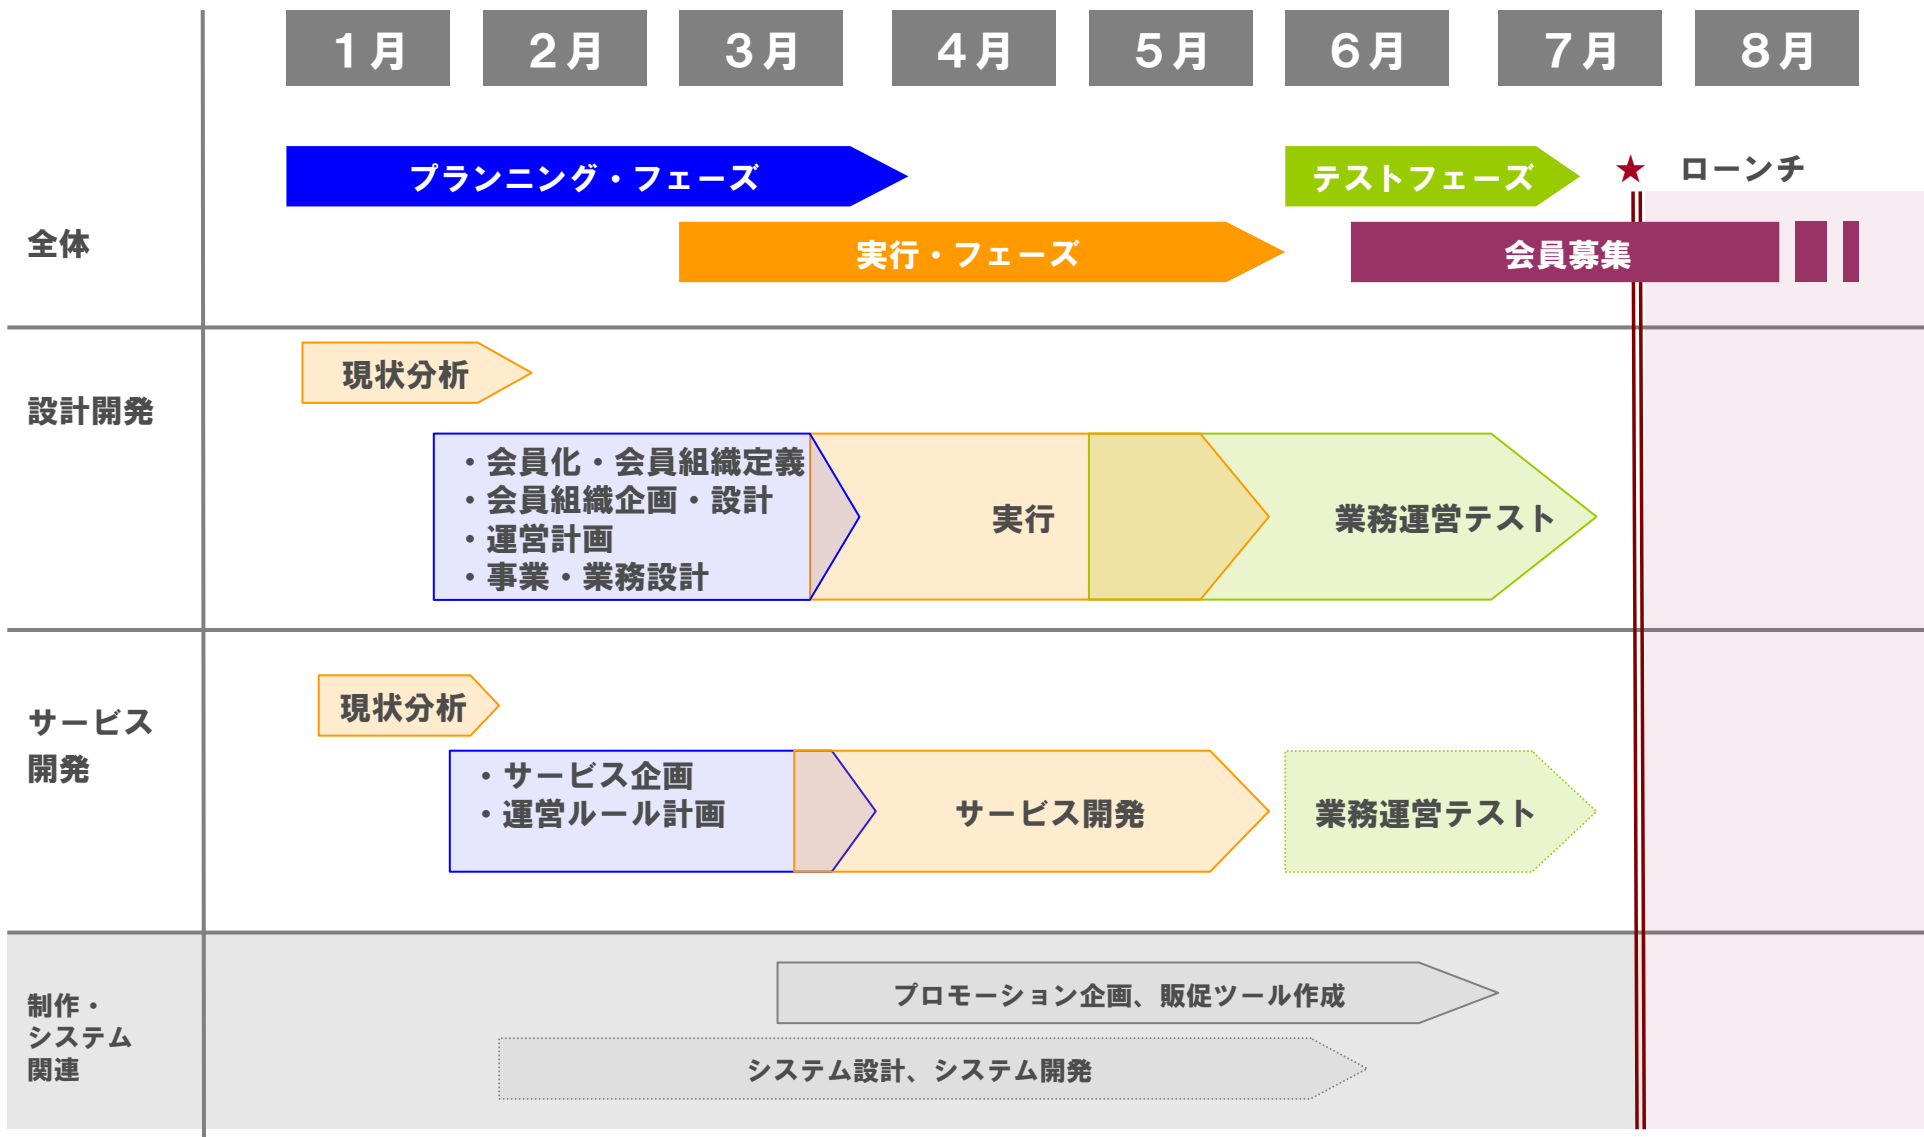 1月
2月
3月
4月
5月
6月
7月
8月
プランニング・フェーズ
テストフェーズ
★ ローンチ
全体
実行・フェーズ
会員募集
現状分析
設計開発
・会員化・会員組織定義
・会員組織企画・設計
・運営計画
・事業・業務設計
実行
業務運営テスト
現状分析
サービス
開発
・サービス企画
・運営ルール計画
サービス開発
業務運営テスト
制作・
システム
関連
プロモーション企画、販促ツール作成
システム設計、システム開発